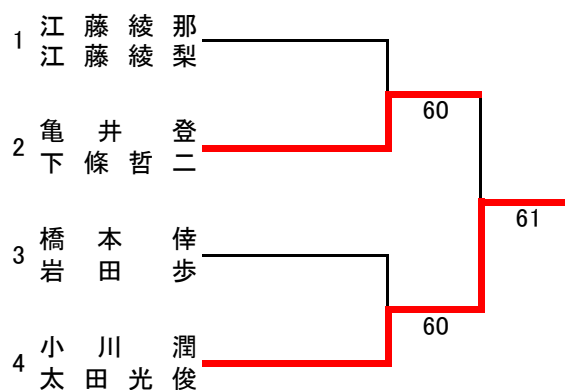 1 江藤綾那
江藤綾梨
60
2 亀井登
下條哲二
61
3 橋本倖
岩田歩
60
4 小川潤
太田光俊